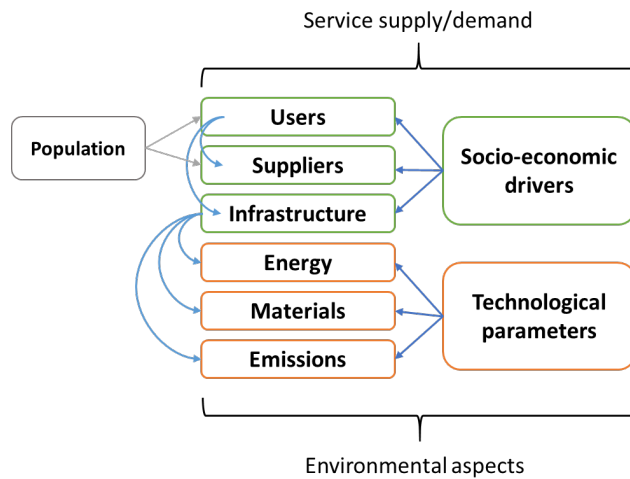 Service supply/demand
Users
Population
Suppliers
Socio-economic
drivers
Infrastructure
Energy
Materials
Technological
parameters
Emissions
Environmental aspects